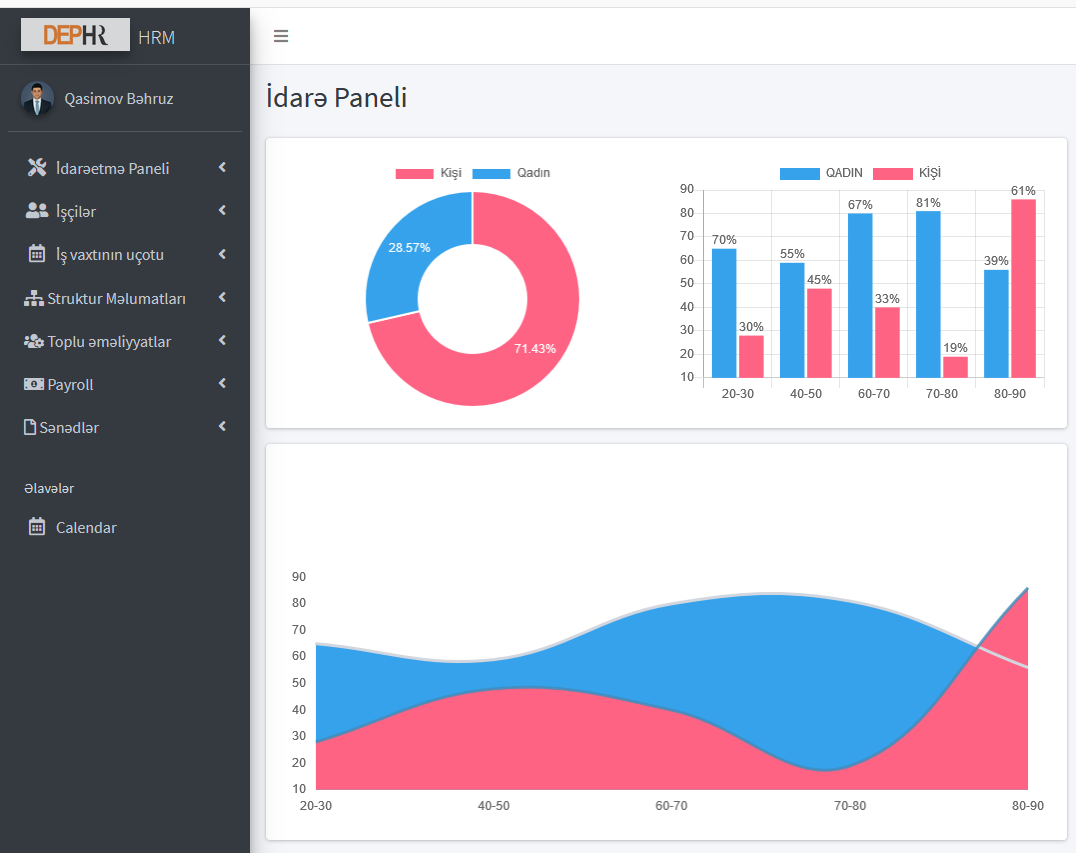 DEPHR HRM
Qasimov Bəhruz
İdarəetmə Paneli
İşçilər
İş vaxtının uçotu
Struktur Məlumatları
Toplu əməliyyatlar
Payroll
Sənədlər
Əlavələr
Calendar
İdarə Paneli
Kişi Qadın
28.57%
71.43%
QADIN KİŞİ
90
80
70
60
50
40
30
20
10
70% 30% 55% 45% 67% 33% 81% 19% 39% 61%
20-30 40-50 60-70 70-80 80-90
90
80
70
60
50
40
30
20
10
20-30 40-50 60-70 70-80 80-90